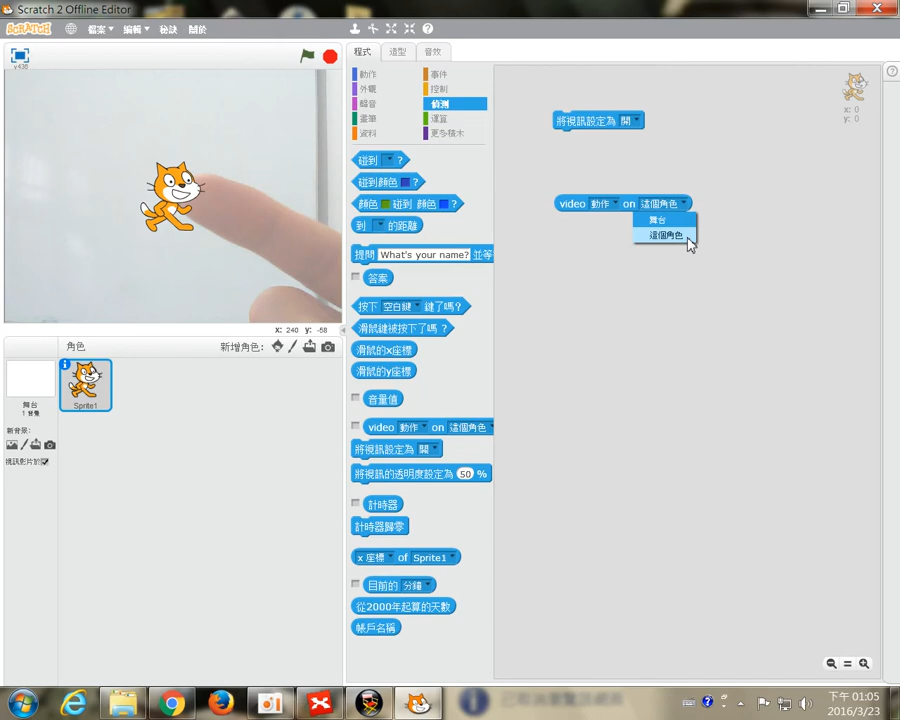 Scratch 2 Offline Editor
SCRATCH 檔案 編輯 秘訣 關於
v438
程式 造型 音效
動作 事件
外觀 控制
聲音 偵測
畫筆 運算
資料 更多積木
碰到 ?
碰到顏色 ?
顏色 碰到 顏色 ?
到 的距離
提問 What's your name? 並等
答案
按下 空白鍵 鍵了嗎?
滑鼠鍵被按下了嗎 ?
滑鼠的x座標
滑鼠的y座標
音量值
video 動作 on 這個角色
將視訊設定為 開
將視訊的透明度設定為 50 %
計時器
計時器歸零
x 座標 of Sprite1
目前的 分鐘
從2000年起算的天數
帳戶名稱
將視訊設定為 開
video 動作 on 這個角色
舞台
這個角色
x: 0
y: 0
x: 240 y: -58
角色 新增角色:
Sprite1
舞台
1 背景
新背景:
視訊影片於
下午 01:05
2016/3/23